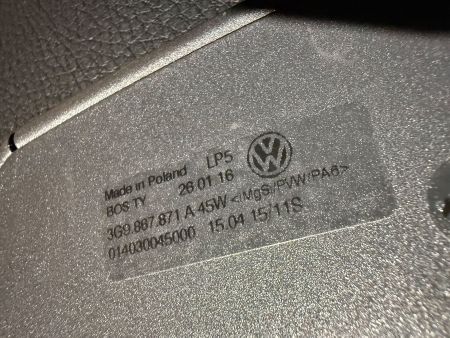 Made in Poland LP5
BOS TY 26 01 16
3G9.867.871 A 45W </MgS./PVW/PA6>
014030045000 15.04 15/11S